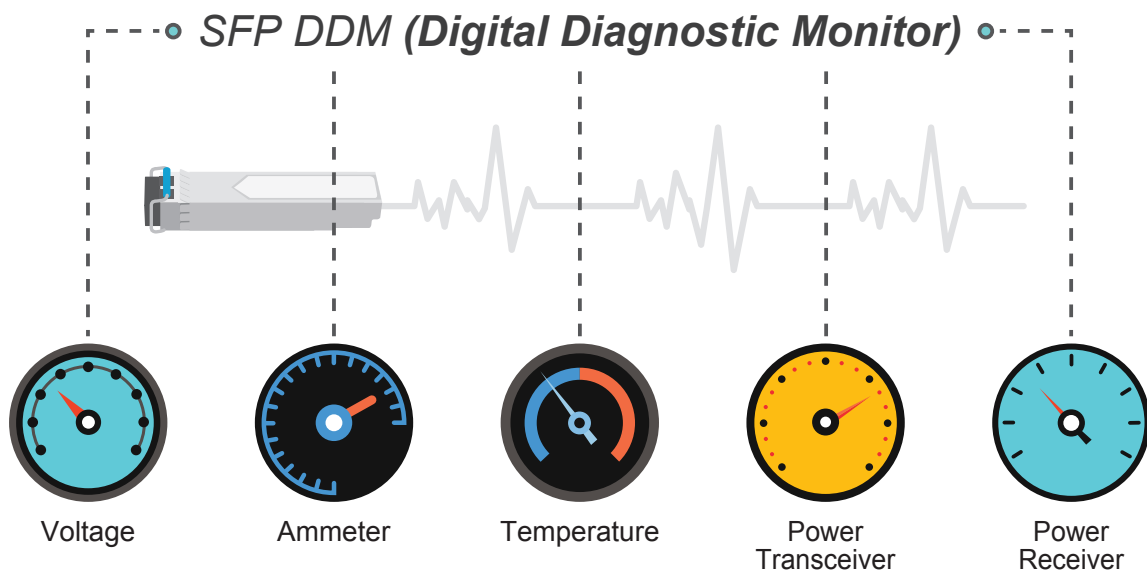 SFP DDM (Digital Diagnostic Monitor)
Voltage
Ammeter
Temperature
Power
Transceiver
Power
Receiver